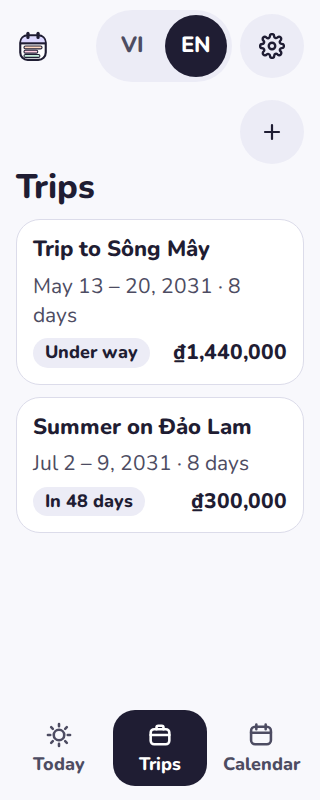 VI EN
Trips
Trip to Sông Mây
May 13 – 20, 2031 · 8
days
Under way ₫1,440,000
Summer on Đảo Lam
Jul 2 – 9, 2031 · 8 days
In 48 days ₫300,000
Today Trips Calendar